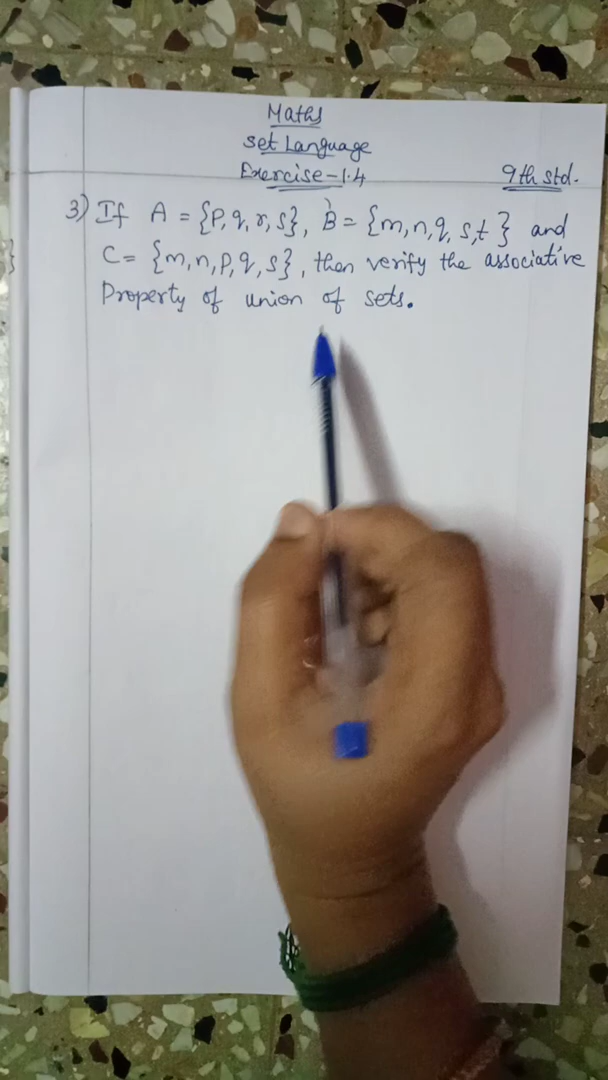 Maths
Set Language
Exercise-1.4
9th std.
3) If A = {p,q,r,s}, B = {m,n,q,s,t} and
C = {m,n,p,q,s}, then verify the associative
Property of union of sets.